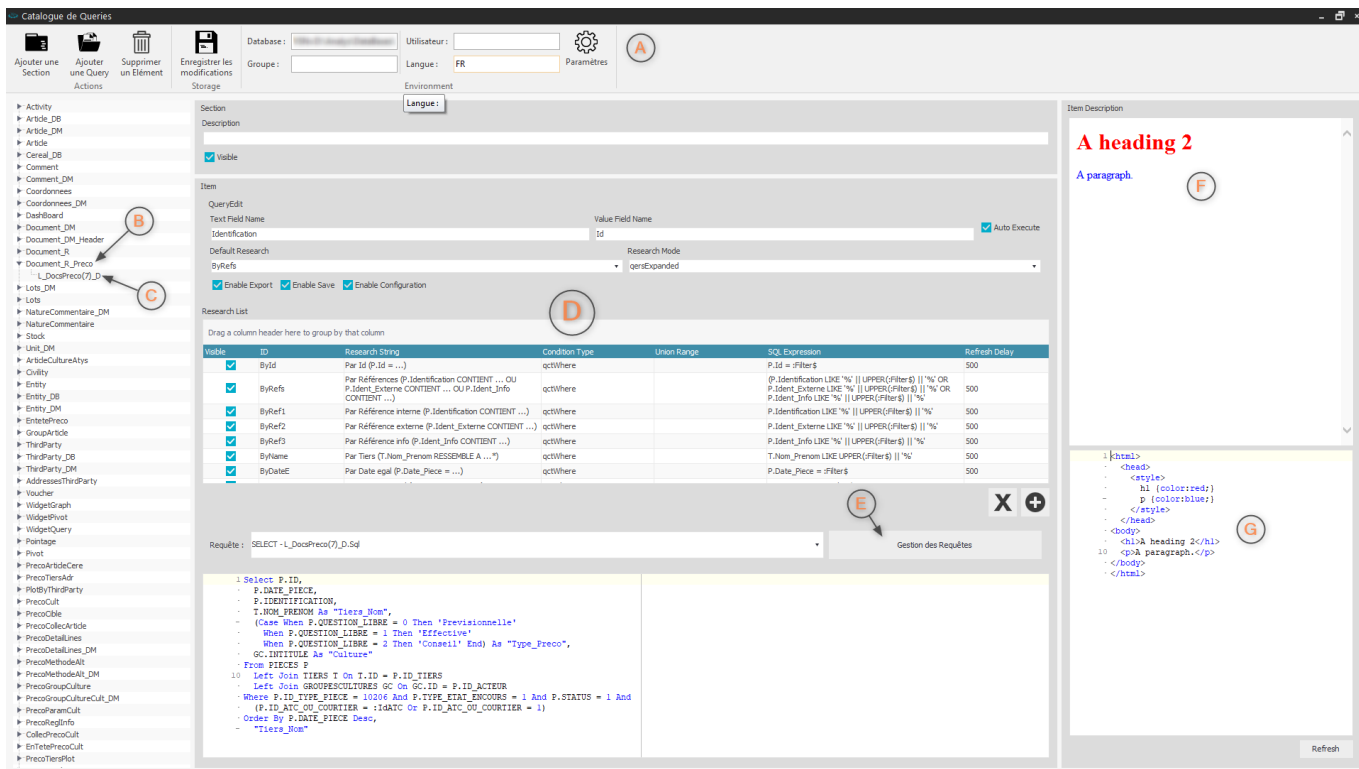 Catalogue de Queries
Ajouter une Section
Ajouter une Query
Supprimer un Elément
Actions
Enregistrer les modifications
Storage
Database :
Utilisateur :
Groupe :
Langue : FR
Paramètres
Environment
Langue :
A
Activity
Article_DB
Article_DM
Article
Cereal_DB
Comment
Comment_DM
Coordonnees
Coordonnees_DM
DashBoard
Document_DM
Document_DM_Header
Document_R
Document_R_Preco
L_DocsPreco(7)_D
Lots_DM
Lots
NatureCommentaire_DM
NatureCommentaire
Stock
Unit_DM
ArticleCultureAtys
Civility
Entity
Entity_DB
Entity_DM
EntetePreco
GroupArticle
ThirdParty
ThirdParty_DB
ThirdParty_DM
AddressesThirdParty
Voucher
WidgetGraph
WidgetPivot
WidgetQuery
Pointage
Pivot
PrecoArticleCere
PrecoTiersAdr
PlotByThirdParty
PrecoCult
PrecoCible
PrecoCollecArticle
PrecoDetailLines
PrecoDetailLines_DM
PrecoMethodeAlt
PrecoMethodeAlt_DM
PrecoGroupCulture
PrecoGroupCultureCult_DM
PrecoParamCult
PrecoRegInfo
CollecPrecoCult
EnTetePrecoCult
PrecoTiersPlot
B
C
Section
Description
Visible
Item
QueryEdit
Text Field Name
Value Field Name
Identification
Id
Auto Execute
Default Research
Research Mode
ByRefs
qersExpanded
Enable Export Enable Save Enable Configuration
D
Research List
Drag a column header here to group by that column
Visible ID Research String Condition Type Union Range SQL Expression Refresh Delay
ById Par Id (P.Id = ...) qctWhere P.Id = :Filter$ 500
ByRefs Par Références (P.Identification CONTIENT ... OU P.Ident_Externe CONTIENT ... OU P.Ident_Info CONTIENT ...) qctWhere (P.Identification LIKE '%' || UPPER(:Filter$) || '%' OR P.Ident_Externe LIKE '%' || UPPER(:Filter$) || '%' OR P.Ident_Info LIKE '%' || UPPER(:Filter$) || '%' 500
ByRef1 Par Référence interne (P.Identification CONTIENT ...) qctWhere P.Identification LIKE '%' || UPPER(:Filter$) || '%' 500
ByRef2 Par Référence externe (P.Ident_Externe CONTIENT ...) qctWhere P.Ident_Externe LIKE '%' || UPPER(:Filter$) || '%' 500
ByRef3 Par Référence info (P.Ident_Info CONTIENT ...) qctWhere P.Ident_Info LIKE '%' || UPPER(:Filter$) || '%' 500
ByName Par Tiers (T.Nom_Prenom RESSEMBLE A ...") qctWhere T.Nom_Prenom LIKE UPPER(:Filter$) || '%' 500
ByDateE Par Date egal (P.Date_Piece = ...) qctWhere P.Date_Piece = :Filter$ 500
E
X
Requête : SELECT - L_DocsPreco(7)_D.Sql
Gestion des Requêtes
1 Select P.ID,
P.DATE_PIECE,
P.IDENTIFICATION,
T.NOM_PRENOM As "Tiers_Nom",
(Case When P.QUESTION_LIBRE = 0 Then 'Previsionnelle'
When P.QUESTION_LIBRE = 1 Then 'Effective'
When P.QUESTION_LIBRE = 2 Then 'Conseil' End) As "Type_Preco",
GC.INTITULE As "Culture"
From PIECES P
10 Left Join TIERS T On T.ID = P.ID_TIERS
Left Join GROUPESCULTURES GC On GC.ID = P.ID_ACTEUR
Where P.ID_TYPE_PIECE = 10206 And P.TYPE_ETAT_ENCOURS = 1 And P.STATUS = 1 And
(P.ID_ATC_OU_COURTIER = :IdATC Or P.ID_ATC_OU_COURTIER = 1)
Order By P.DATE_PIECE Desc,
"Tiers_Nom"
Item Description
A heading 2
A paragraph.
F
1 <html>
<head>
<style>
h1 {color:red;}
p {color:blue;}
</style>
</head>
<body>
<h1>A heading 2</h1>
10 <p>A paragraph.</p>
</body>
</html>
G
Refresh